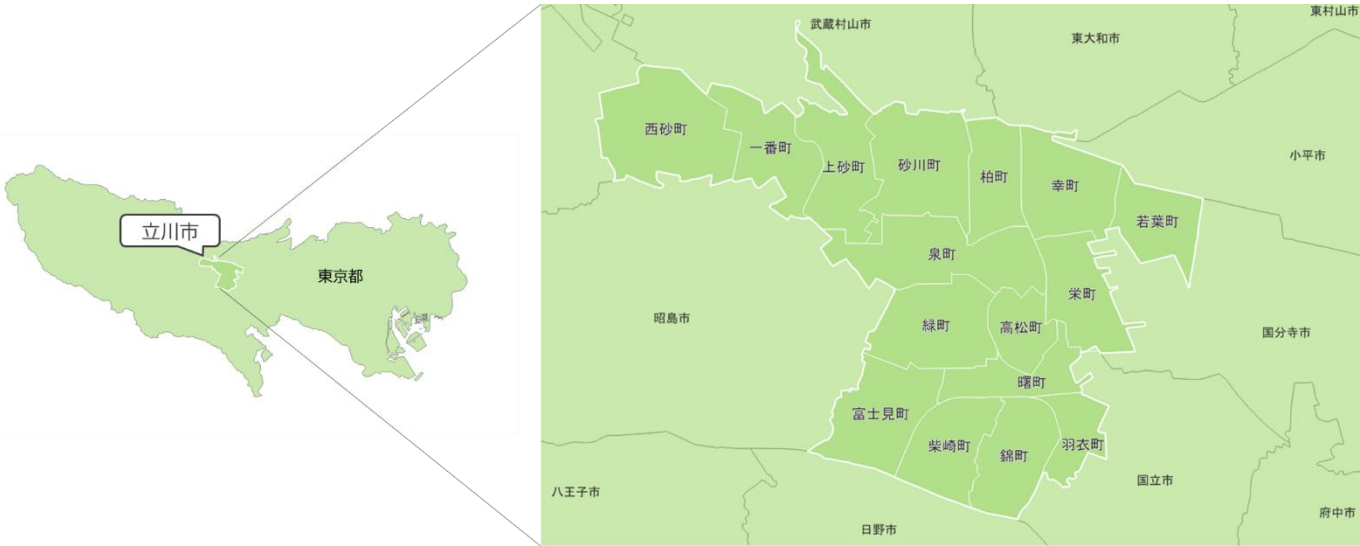 立川市
東京都
武蔵村山市
東大和市
東村山市
小平市
西砂町
一番町
上砂町
砂川町
柏町
幸町
若葉町
泉町
栄町
昭島市
緑町
高松町
国分寺市
曙町
富士見町
柴崎町
錦町
羽衣町
八王子市
日野市
国立市
府中市